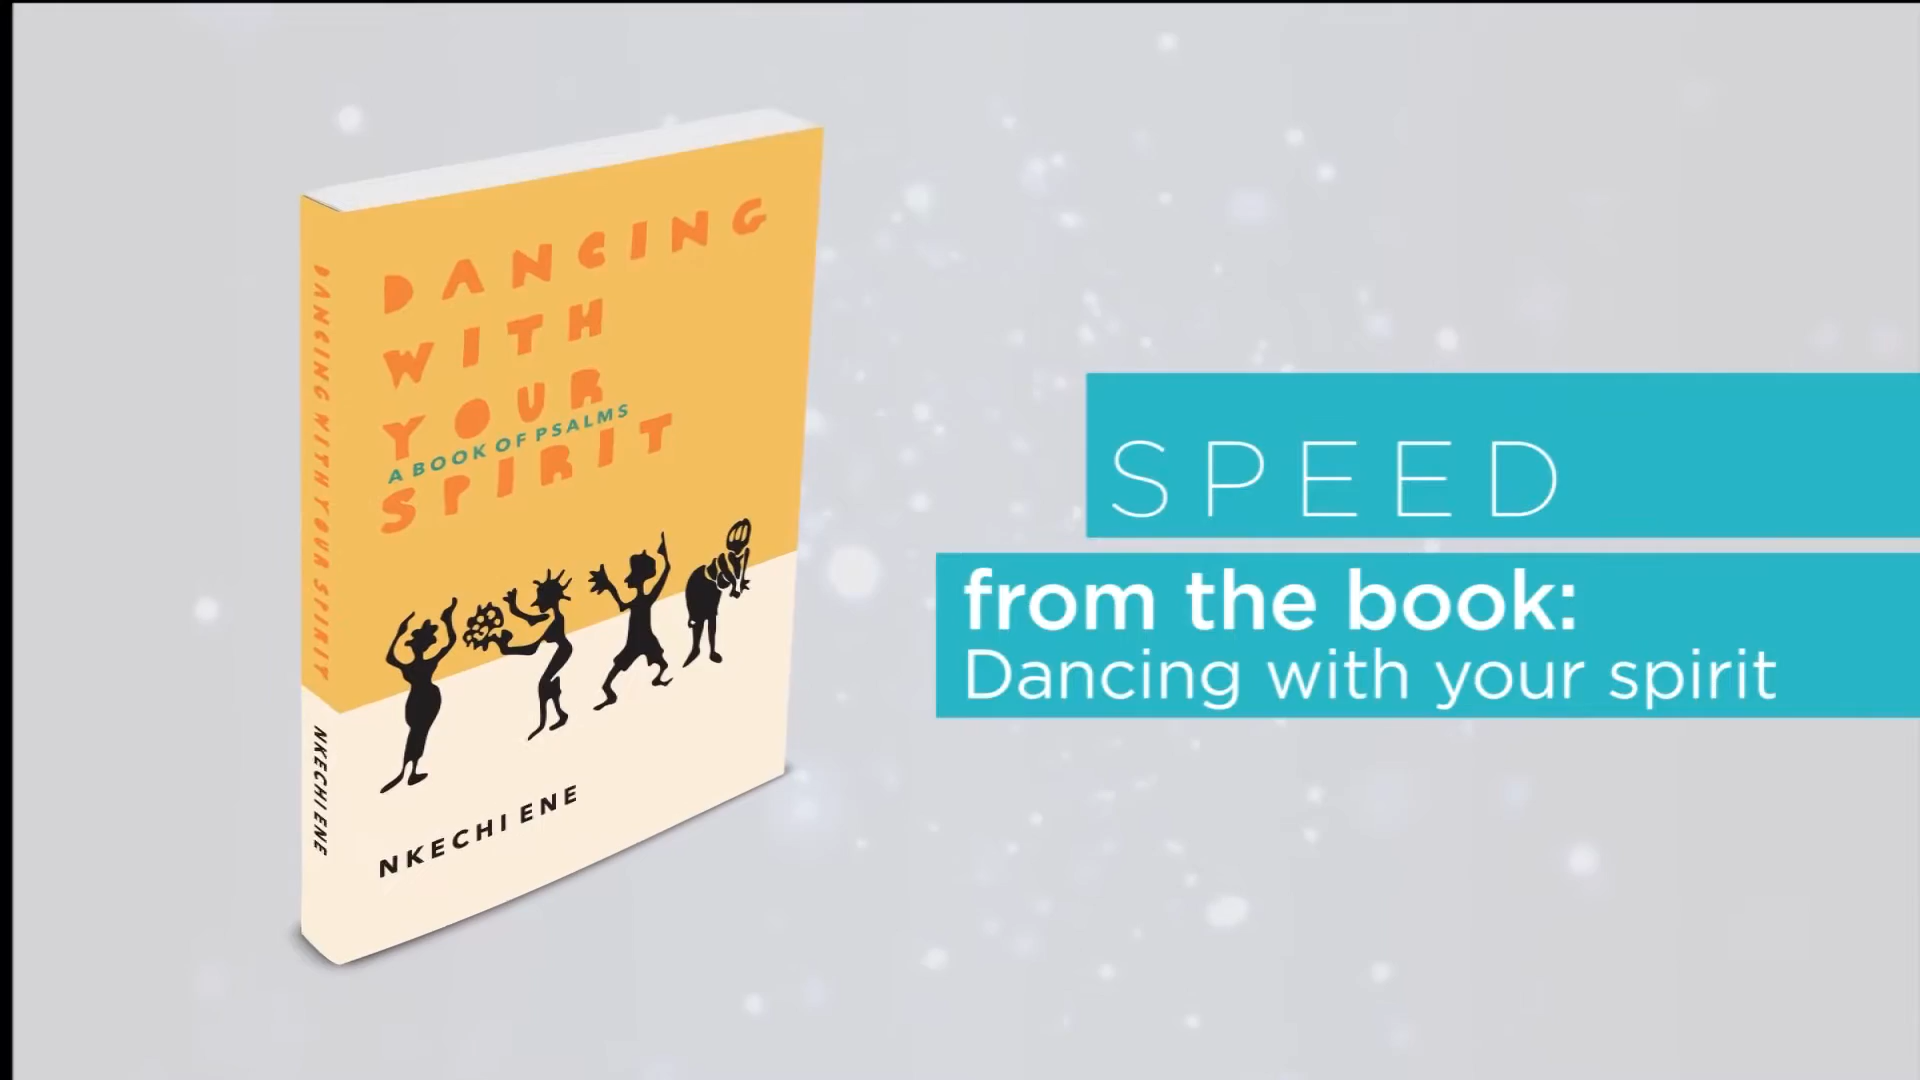 DANCING
WITH
YOUR
A BOOK OF PSALMS
SPIRIT
NKECHI ENE
DANCING WITH YOUR SPIRIT
NKECHI ENE
SPEED
from the book:
Dancing with your spirit